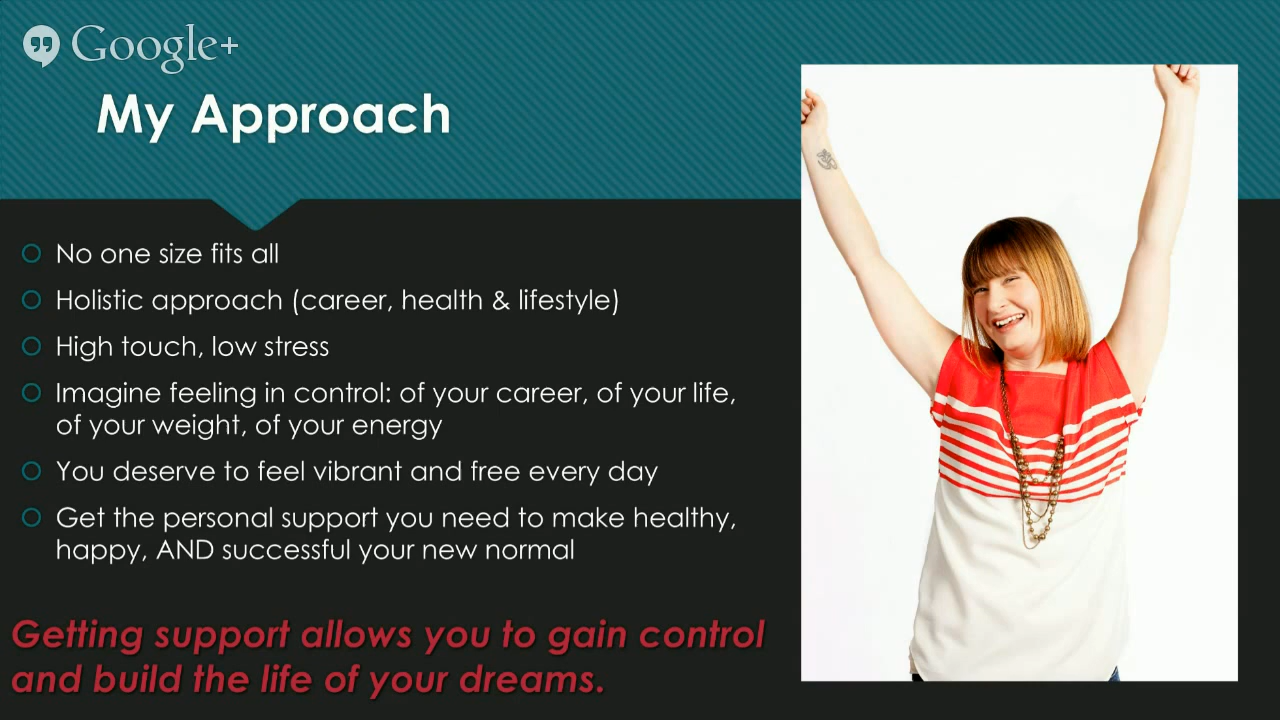 Google+
My Approach
No one size fits all
Holistic approach (career, health & lifestyle)
High touch, low stress
Imagine feeling in control: of your career, of your life,
of your weight, of your energy
You deserve to feel vibrant and free every day
Get the personal support you need to make healthy,
happy, AND successful your new normal
Getting support allows you to gain control
and build the life of your dreams.